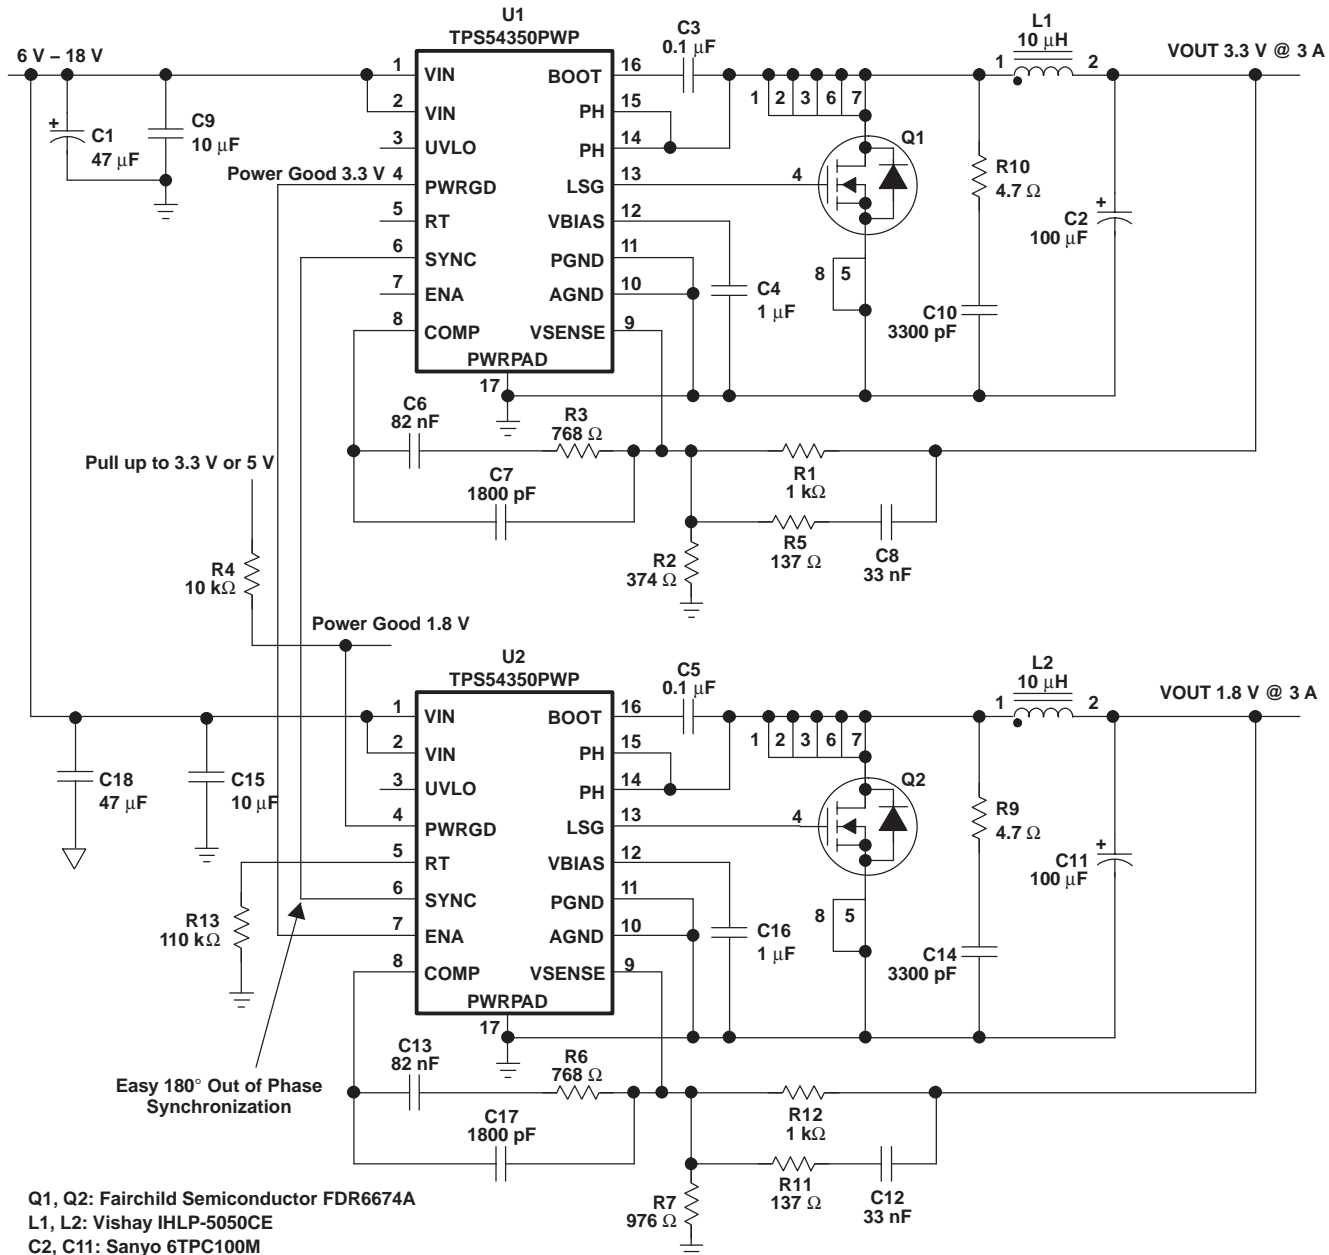 6 V – 18 V
U1
TPS54350PWP
C3
0.1 μF
L1
10 μH
VOUT 3.3 V @ 3 A
1 VIN
2 VIN
3 UVLO
Power Good 3.3 V 4 PWRGD
5 RT
6 SYNC
7 ENA
8 COMP
BOOT 16
PH 15
PH 14
LSG 13
VBIAS 12
PGND 11
AGND 10
VSENSE 9
PWRPAD
17
C1
47 μF
C9
10 μF
1 2 3 6 7
4
Q1
8 5
1 2
R10
4.7 Ω
C2
100 μF
C4
1 μF
C10
3300 pF
C6
82 nF
R3
768 Ω
C7
1800 pF
R1
1 kΩ
R5
137 Ω
C8
33 nF
R2
374 Ω
Pull up to 3.3 V or 5 V
R4
10 kΩ
Power Good 1.8 V
U2
TPS54350PWP
C5
0.1 μF
L2
10 μH
VOUT 1.8 V @ 3 A
1 VIN
2 VIN
3 UVLO
4 PWRGD
5 RT
6 SYNC
7 ENA
8 COMP
BOOT 16
PH 15
PH 14
LSG 13
VBIAS 12
PGND 11
AGND 10
VSENSE 9
PWRPAD
17
C18
47 μF
C15
10 μF
1 2 3 6 7
4
Q2
8 5
1 2
R9
4.7 Ω
C11
100 μF
R13
110 kΩ
C16
1 μF
C14
3300 pF
Easy 180° Out of Phase
Synchronization
C13
82 nF
R6
768 Ω
C17
1800 pF
R12
1 kΩ
R11
137 Ω
C12
33 nF
R7
976 Ω
Q1, Q2: Fairchild Semiconductor FDR6674A
L1, L2: Vishay IHLP-5050CE
C2, C11: Sanyo 6TPC100M